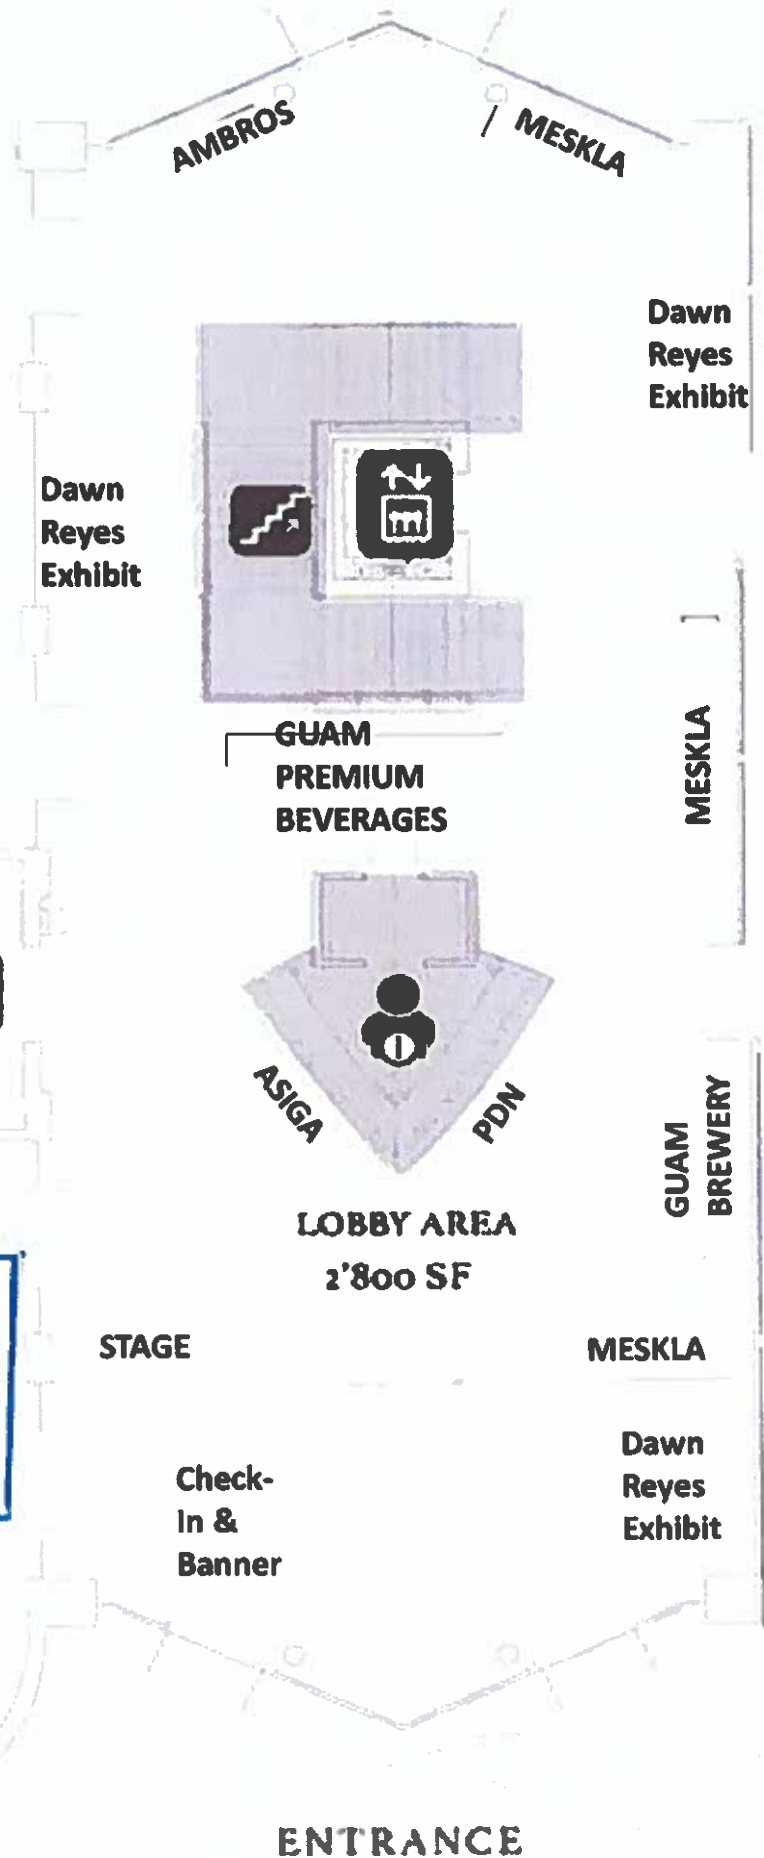 AMBROS
MESKLA
Dawn
Reyes
Exhibit
Dawn
Reyes
Exhibit
GUAM
PREMIUM
BEVERAGES
MESKLA
ASIGA
PDN
GUAM
BREWERY
LOBBY AREA
2'800 SF
STAGE
MESKLA
Check-
in &
Banner
Dawn
Reyes
Exhibit
ENTRANCE